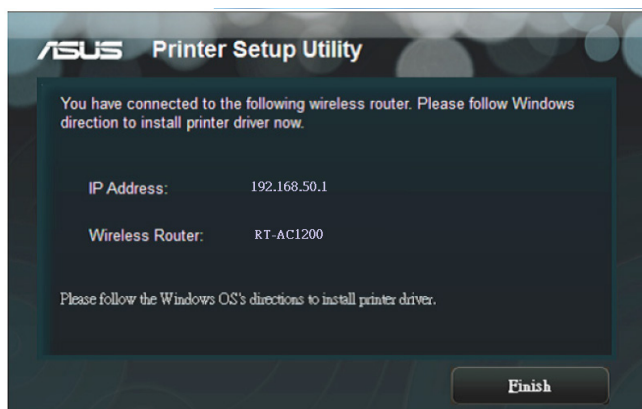 ASUS Printer Setup Utility
You have connected to the following wireless router. Please follow Windows
direction to install printer driver now.
IP Address: 192.168.50.1
Wireless Router: RT-AC1200
Please follow the Windows OS's directions to install printer driver.
Finish